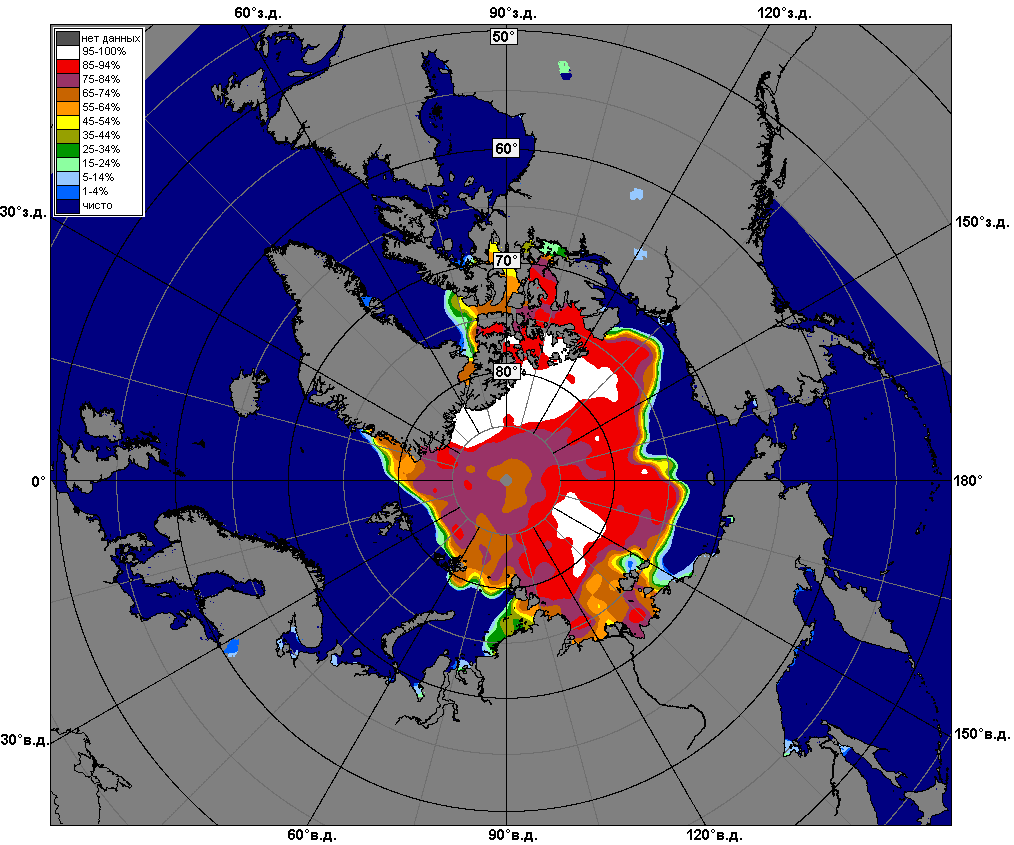 60°з.д.
90°з.д.
120°з.д.
нет данных
95-100%
85-94%
75-84%
65-74%
55-64%
45-54%
35-44%
25-34%
15-24%
5-14%
1-4%
чисто
50°
60°
30°з.д.
150°з.д.
70°
80°
0°
180°
30°в.д.
150°в.д.
60°в.д.
90°в.д.
120°в.д.